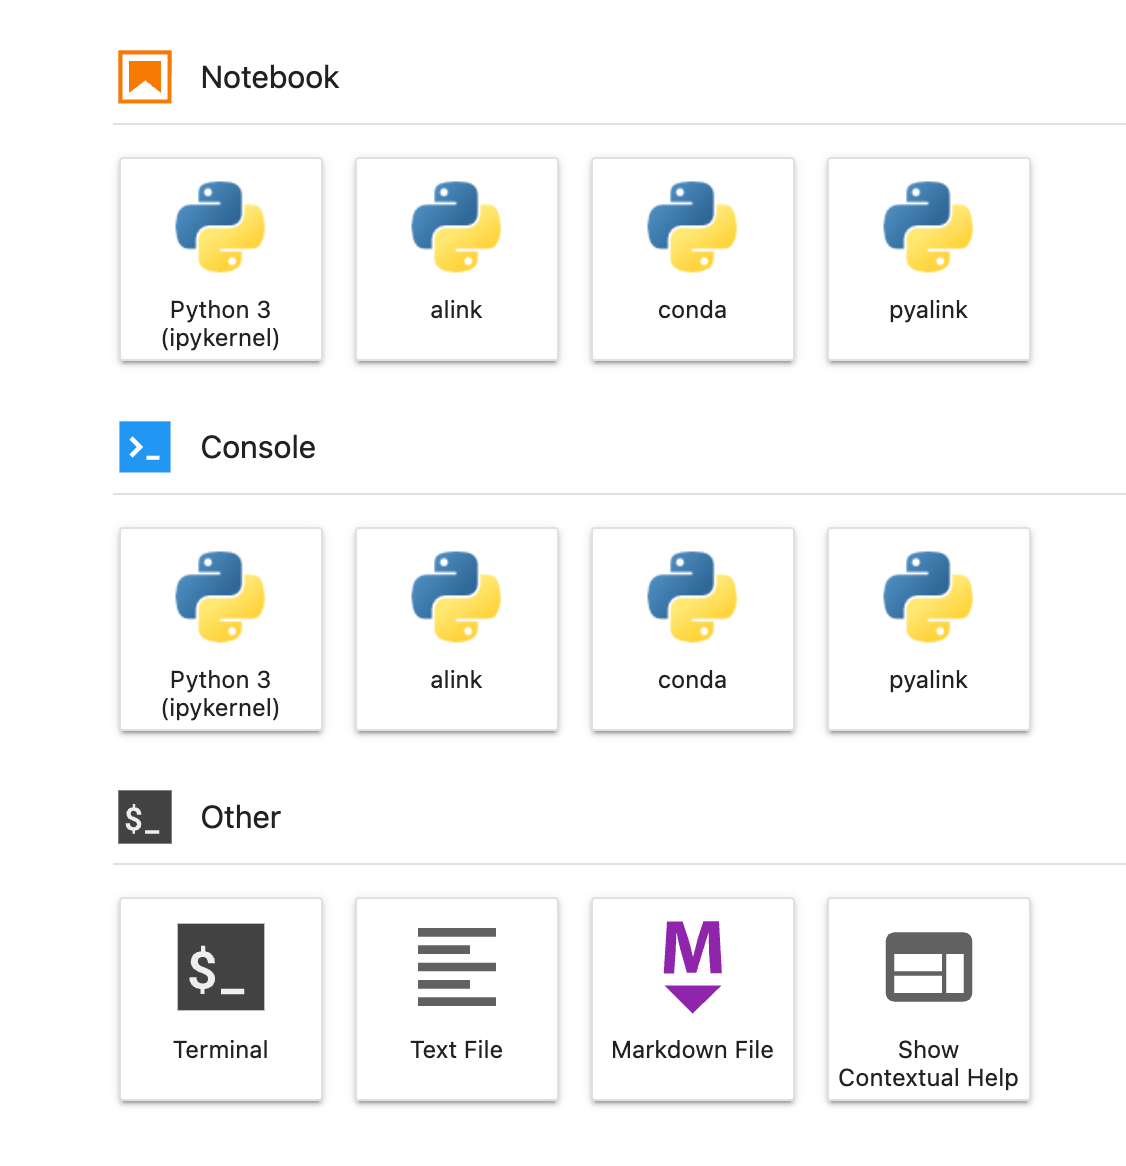 Notebook
Python 3
(ipykernel)
alink
conda
pyalink
Console
Python 3
(ipykernel)
alink
conda
pyalink
$_ Other
$_
Terminal
Text File
M
Markdown File
Show
Contextual Help